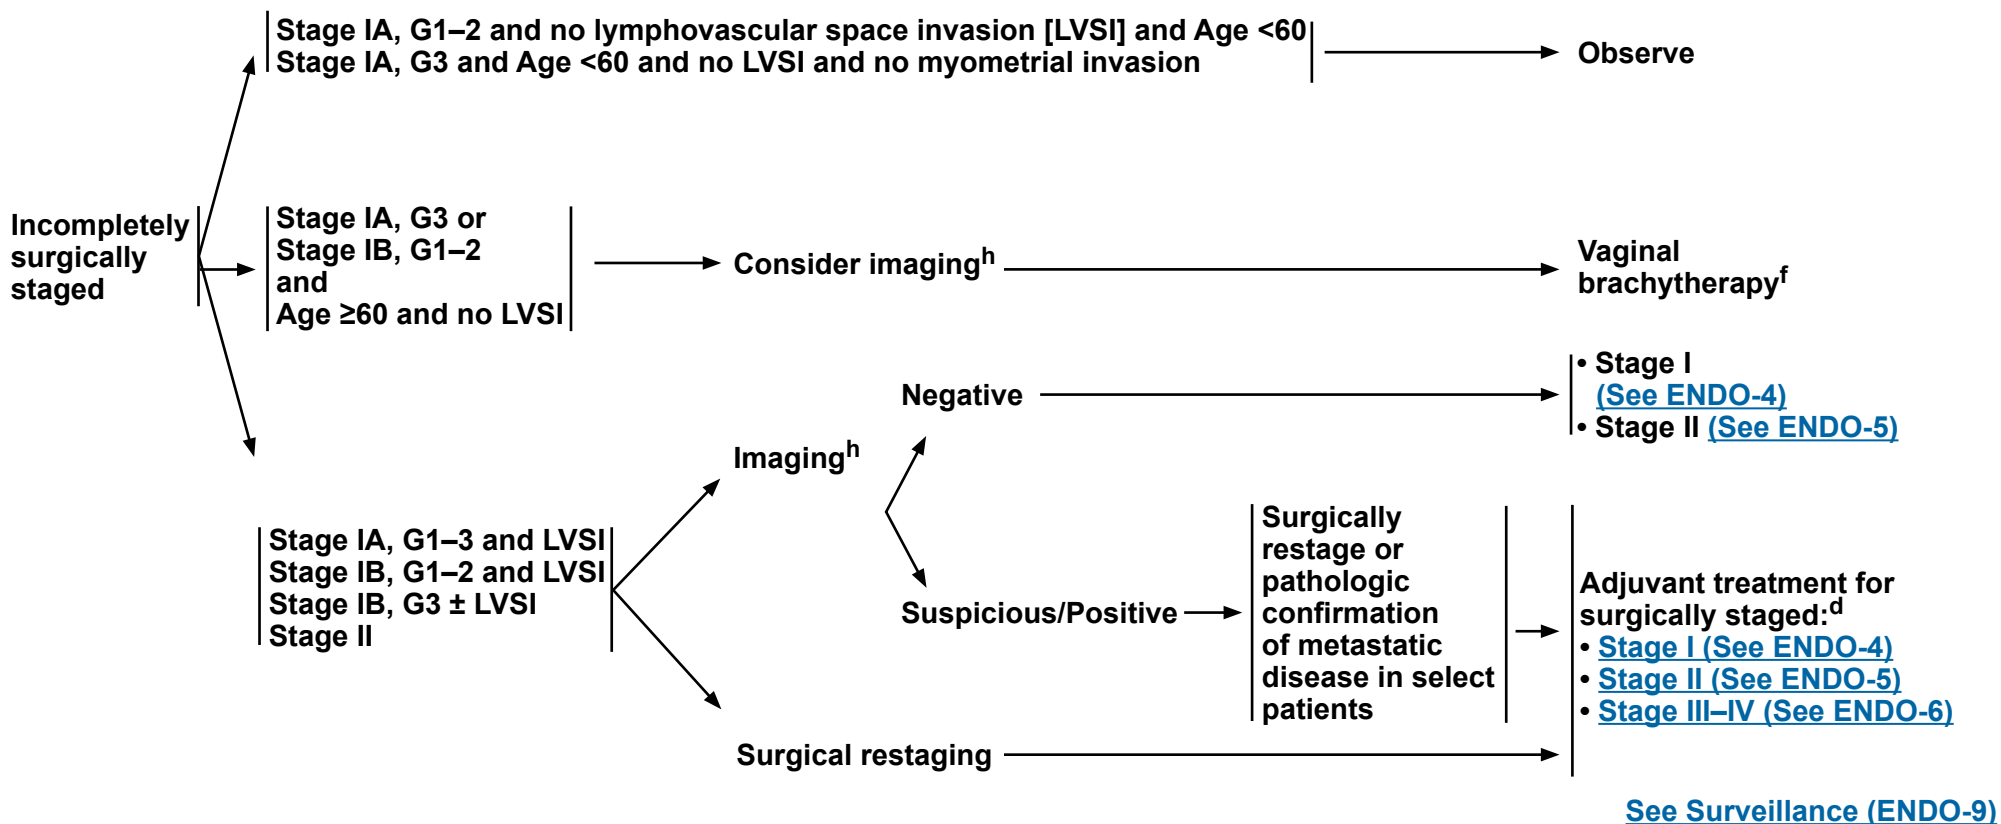 Stage IA, G1–2 and no lymphovascular space invasion [LVSI] and Age <60
Stage IA, G3 and Age <60 and no LVSI and no myometrial invasion
Observe
Incompletely
surgically
staged
Stage IA, G3 or
Stage IB, G1–2
and
Age ≥60 and no LVSI
Consider imagingh
Vaginal
brachytherapyf
Stage IA, G1–3 and LVSI
Stage IB, G1–2 and LVSI
Stage IB, G3 ± LVSI
Stage II
Imagingh
Negative
• Stage I
(See ENDO-4)
• Stage II (See ENDO-5)
Suspicious/Positive
Surgically
restage or
pathologic
confirmation
of metastatic
disease in select
patients
Surgical restaging
Adjuvant treatment for
surgically staged:d
• Stage I (See ENDO-4)
• Stage II (See ENDO-5)
• Stage III–IV (See ENDO-6)
See Surveillance (ENDO-9)